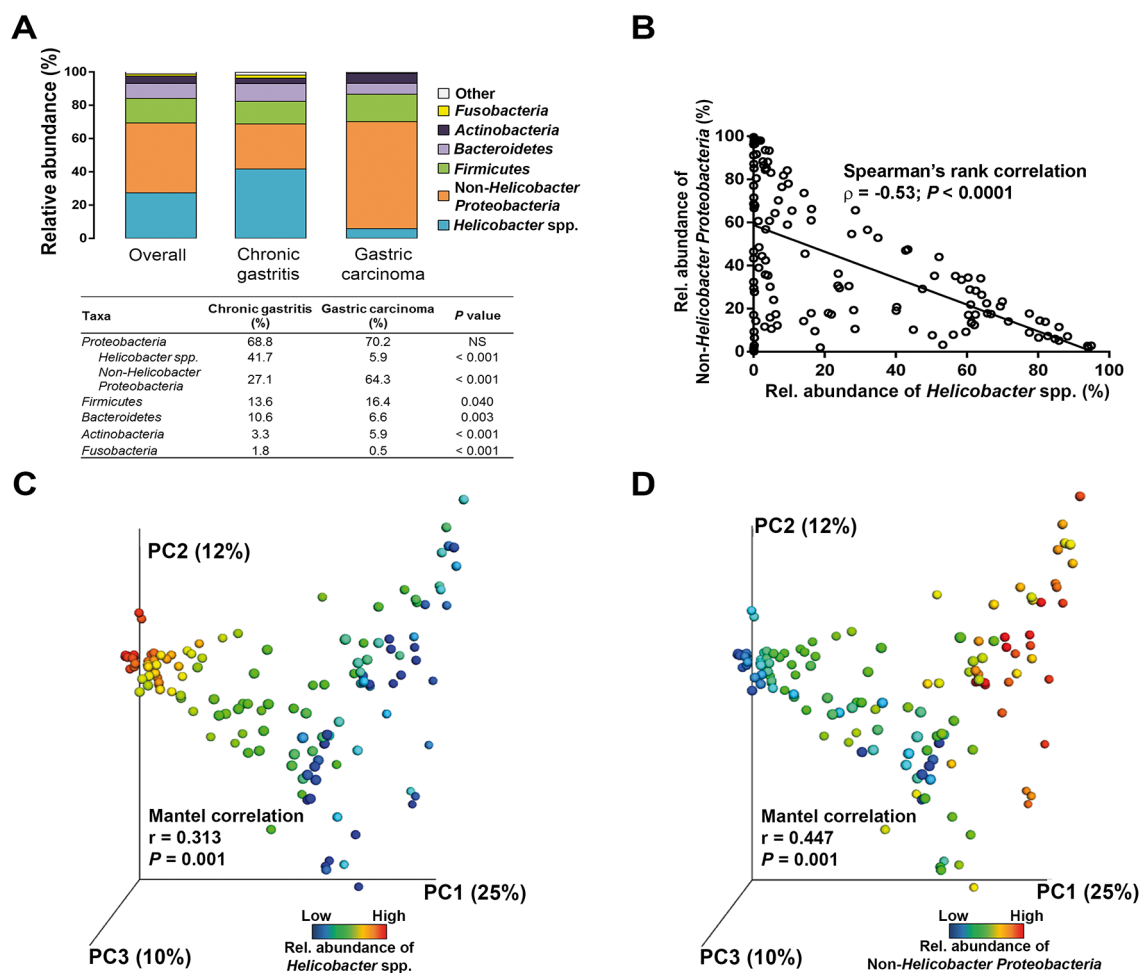 A
Relative abundance (%)
100
80
60
40
20
0
Overall
Chronic
gastritis
Gastric
carcinoma
Other
Fusobacteria
Actinobacteria
Bacteroidetes
Firmicutes
Non-Helicobacter
Proteobacteria
Helicobacter spp.
Taxa
Chronic gastritis
(%)
Gastric carcinoma
(%)
P value
Proteobacteria 68.8 70.2 NS
Helicobacter spp. 41.7 5.9 < 0.001
Non-Helicobacter
Proteobacteria 27.1 64.3 < 0.001
Firmicutes 13.6 16.4 0.040
Bacteroidetes 10.6 6.6 0.003
Actinobacteria 3.3 5.9 < 0.001
Fusobacteria 1.8 0.5 < 0.001
B
Rel. abundance of
Non-Helicobacter Proteobacteria (%)
100
80
60
40
20
0
Spearman's rank correlation
ρ = -0.53; P < 0.0001
0 20 40 60 80 100
Rel. abundance of Helicobacter spp. (%)
C
PC2 (12%)
Mantel correlation
r = 0.313
P = 0.001
PC1 (25%)
PC3 (10%)
Low High
Rel. abundance of
Helicobacter spp.
D
PC2 (12%)
Mantel correlation
r = 0.447
P = 0.001
PC1 (25%)
PC3 (10%)
Low High
Rel. abundance of
Non-Helicobacter Proteobacteria